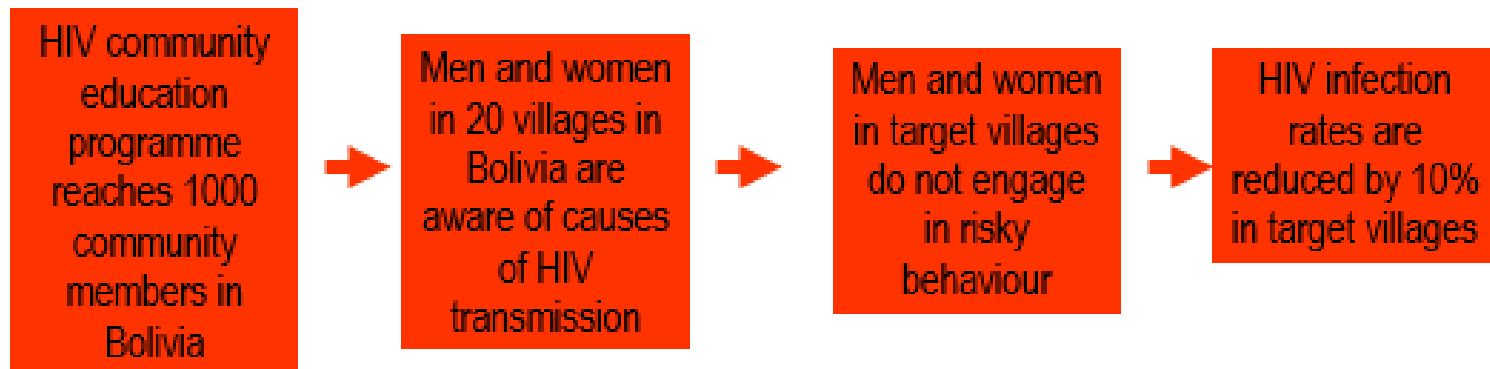 HIV community
education
programme
reaches 1000
community
members in
Bolivia
Men and women
in 20 villages in
Bolivia are
aware of causes
of HIV
transmission
Men and women
in target villages
do not engage
in risky
behaviour
HIV infection
rates are
reduced by 10%
in target villages